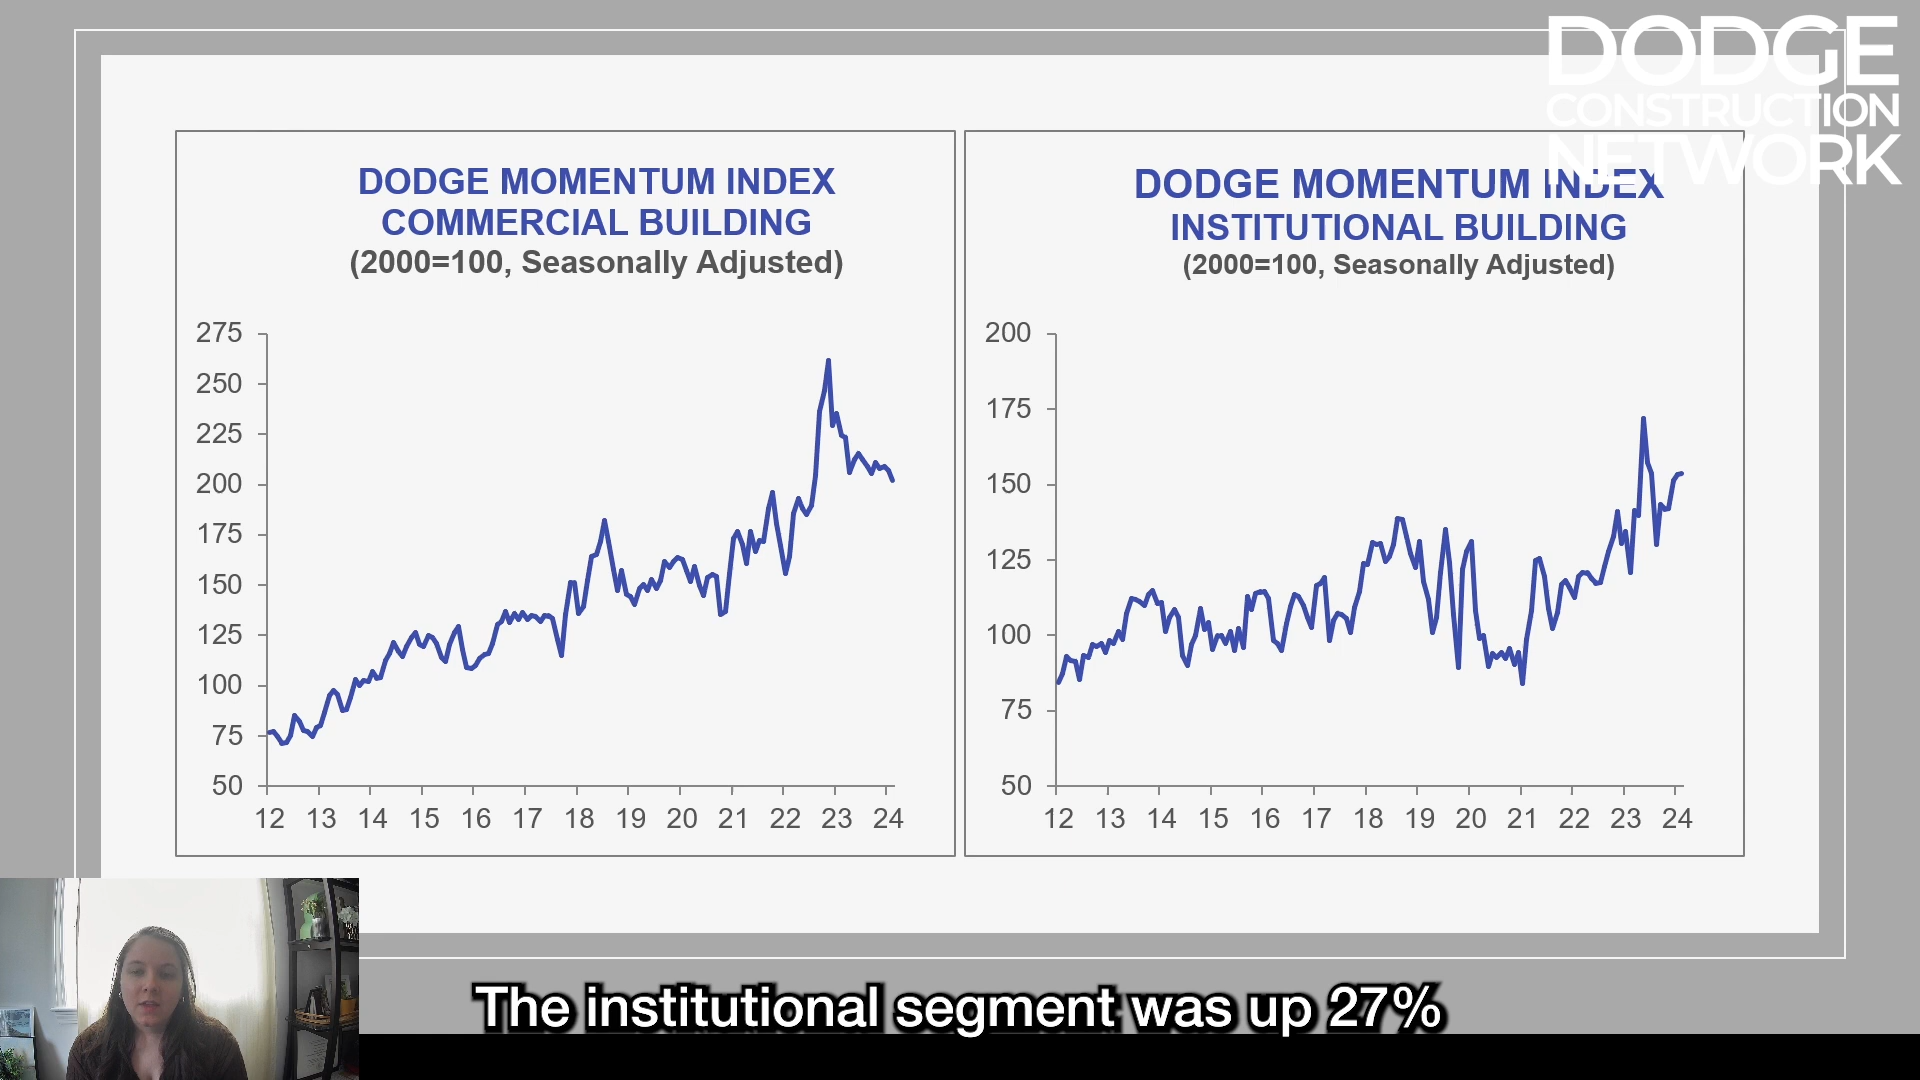 DODGE
CONSTRUCTION
NETWORK
DODGE MOMENTUM INDEX
COMMERCIAL BUILDING
(2000=100, Seasonally Adjusted)
275
250
225
200
175
150
125
100
75
50
12 13 14 15 16 17 18 19 20 21 22 23 24
DODGE MOMENTUM INDEX
INSTITUTIONAL BUILDING
(2000=100, Seasonally Adjusted)
200
175
150
125
100
75
50
12 13 14 15 16 17 18 19 20 21 22 23 24
The institutional segment was up 27%